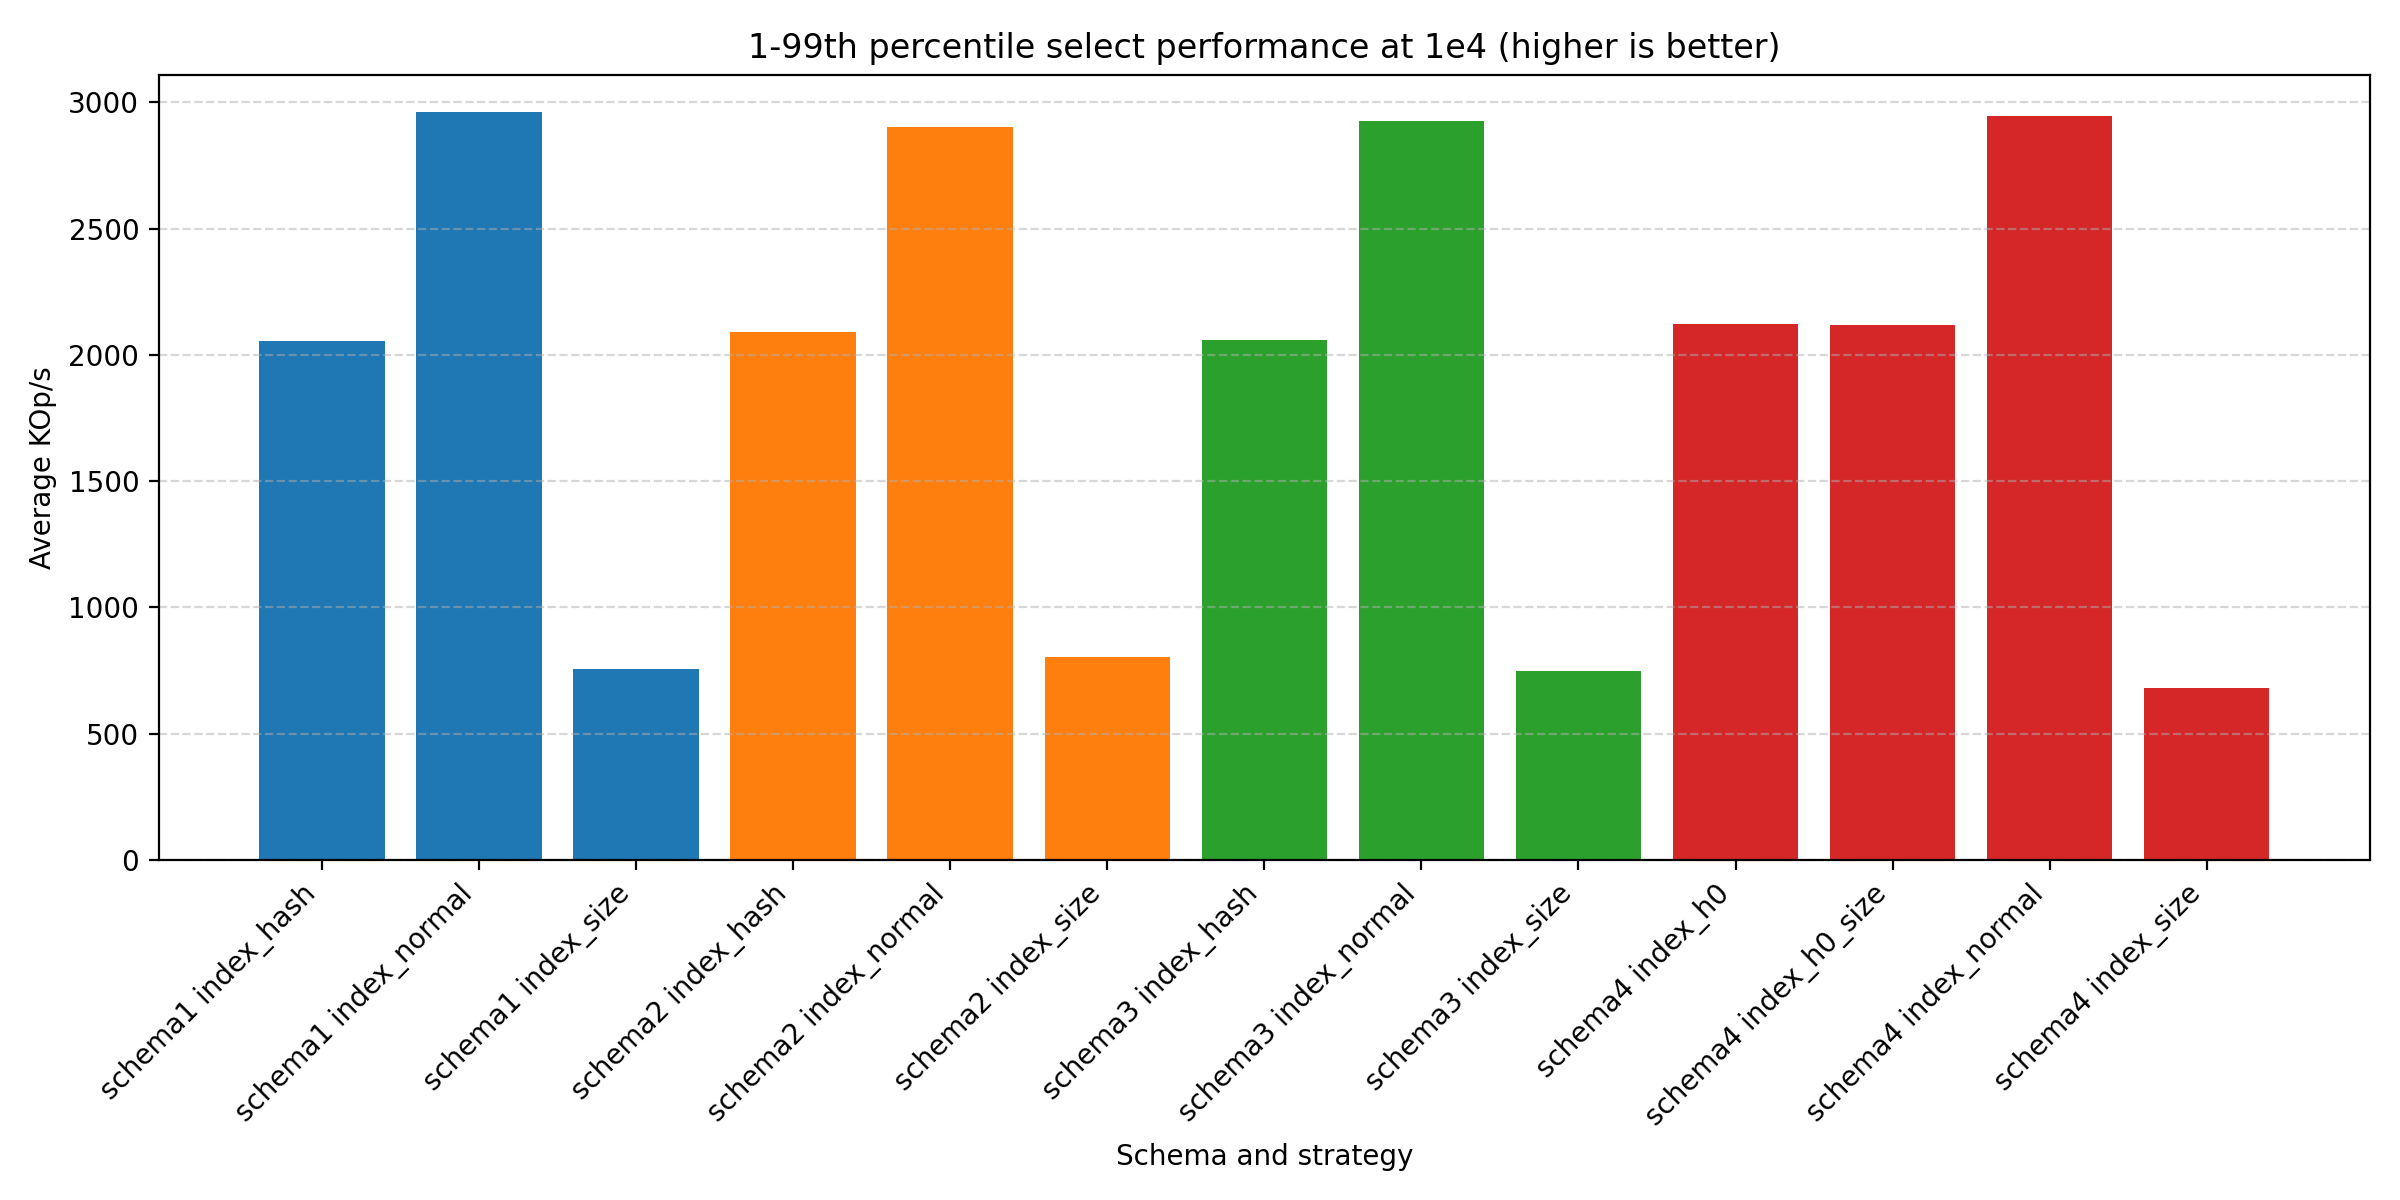 1-99th percentile select performance at 1e4 (higher is better)
Average KOp/s
3000
2500
2000
1500
1000
500
0
schema1 index_hash
schema1 index_normal
schema1 index_size
schema2 index_hash
schema2 index_normal
schema2 index_size
schema3 index_hash
schema3 index_normal
schema3 index_size
schema4 index_h0
schema4 index_h0_size
schema4 index_normal
schema4 index_size
Schema and strategy